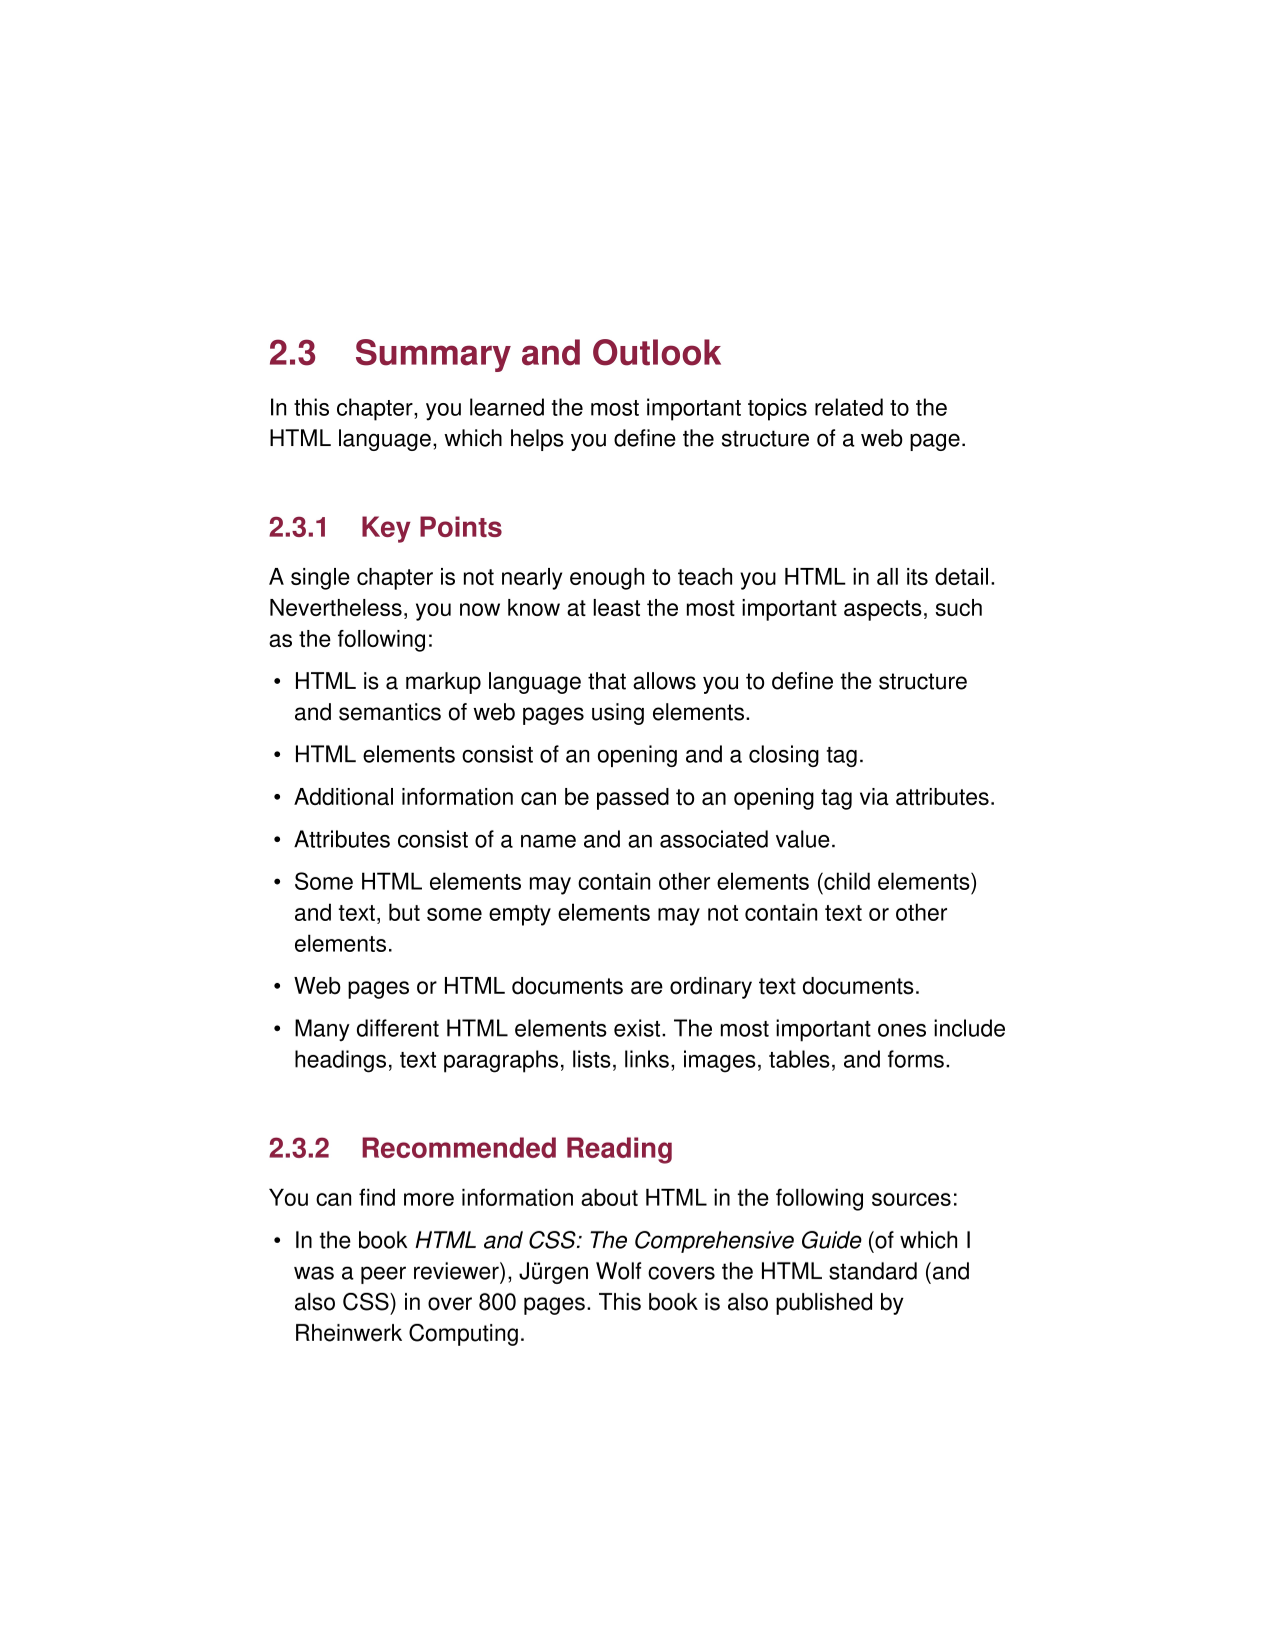 2.3 Summary and Outlook
In this chapter, you learned the most important topics related to the
HTML language, which helps you define the structure of a web page.
2.3.1 Key Points
A single chapter is not nearly enough to teach you HTML in all its detail.
Nevertheless, you now know at least the most important aspects, such
as the following:
• HTML is a markup language that allows you to define the structure
and semantics of web pages using elements.
• HTML elements consist of an opening and a closing tag.
• Additional information can be passed to an opening tag via attributes.
• Attributes consist of a name and an associated value.
• Some HTML elements may contain other elements (child elements)
and text, but some empty elements may not contain text or other
elements.
• Web pages or HTML documents are ordinary text documents.
• Many different HTML elements exist. The most important ones include
headings, text paragraphs, lists, links, images, tables, and forms.
2.3.2 Recommended Reading
You can find more information about HTML in the following sources:
• In the book HTML and CSS: The Comprehensive Guide (of which I
was a peer reviewer), Jürgen Wolf covers the HTML standard (and
also CSS) in over 800 pages. This book is also published by
Rheinwerk Computing.